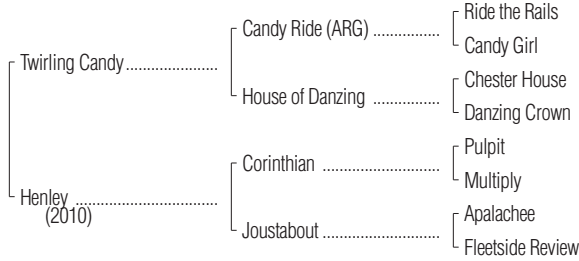 Ride the Rails
Candy Ride (ARG) ................
Candy Girl
Twirling Candy ......................
Chester House
House of Danzing ................
Danzing Crown
Pulpit
Corinthian ............................
Multiply
Henley ..................................
(2010)
Apalachee
Joustabout ............................
Fleetside Review